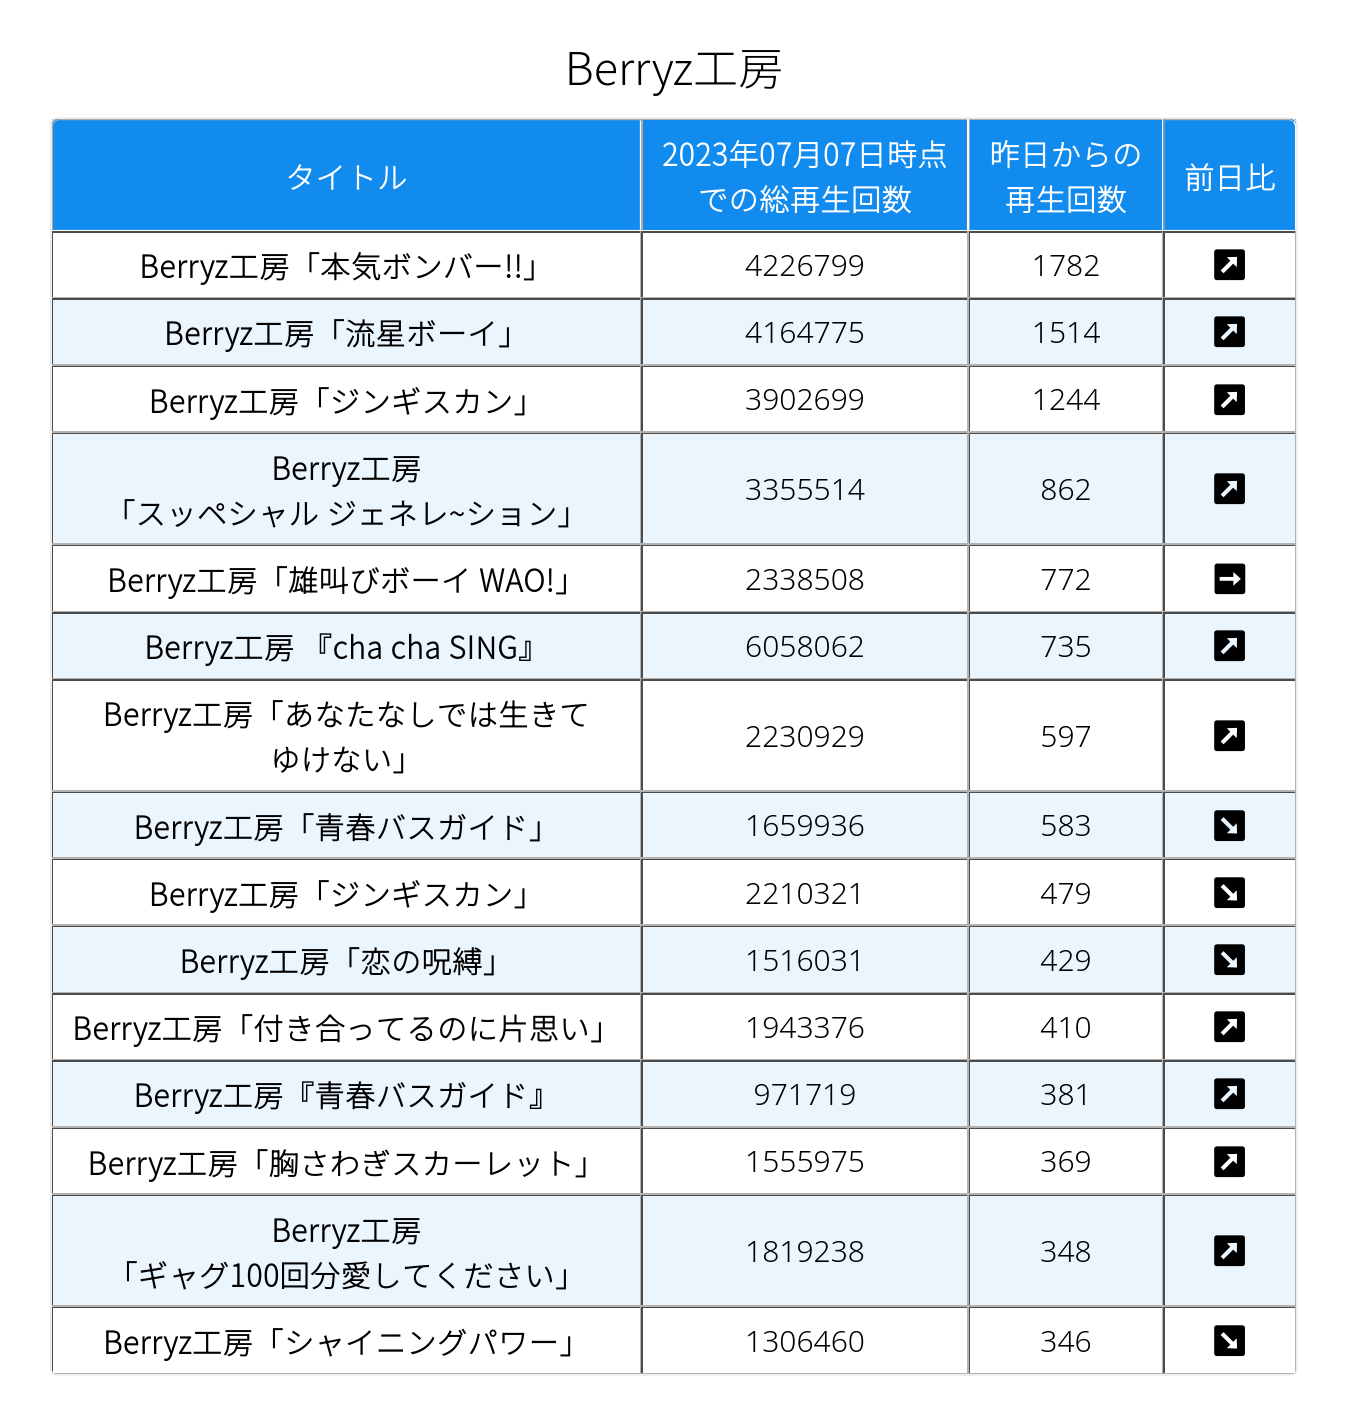 Berryz工房
タイトル
2023年07月07日時点
での総再生回数
昨日からの
再生回数
前日比
Berryz工房「本気ボンバー!!」 4226799 1782
Berryz工房「流星ボーイ」 4164775 1514
Berryz工房「ジンギスカン」 3902699 1244
Berryz工房
「スッペシャル ジェネレ~ション」 3355514 862
Berryz工房「雄叫びボーイ WAO!」 2338508 772
Berryz工房 『cha cha SING』 6058062 735
Berryz工房「あなたなしでは生きて
ゆけない」 2230929 597
Berryz工房「青春バスガイド」 1659936 583
Berryz工房「ジンギスカン」 2210321 479
Berryz工房「恋の呪縛」 1516031 429
Berryz工房「付き合ってるのに片思い」 1943376 410
Berryz工房『青春バスガイド』 971719 381
Berryz工房「胸さわぎスカーレット」 1555975 369
Berryz工房
「ギャグ100回分愛してください」 1819238 348
Berryz工房「シャイニングパワー」 1306460 346